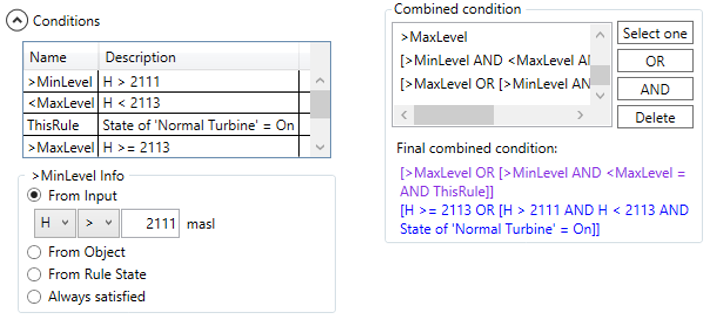 Conditions
Name Description
>MinLevel H > 2111
<MaxLevel H < 2113
ThisRule State of 'Normal Turbine' = On
>MaxLevel H >= 2113
>MinLevel Info
From Input
H > 2111 masl
From Object
From Rule State
Always satisfied
Combined condition
>MaxLevel
[>MinLevel AND <MaxLevel AN
[>MaxLevel OR [>MinLevel AN
Select one
OR
AND
Delete
Final combined condition:
[>MaxLevel OR [>MinLevel AND <MaxLevel =
AND ThisRule]]
[H >= 2113 OR [H > 2111 AND H < 2113 AND
State of 'Normal Turbine' = On]]